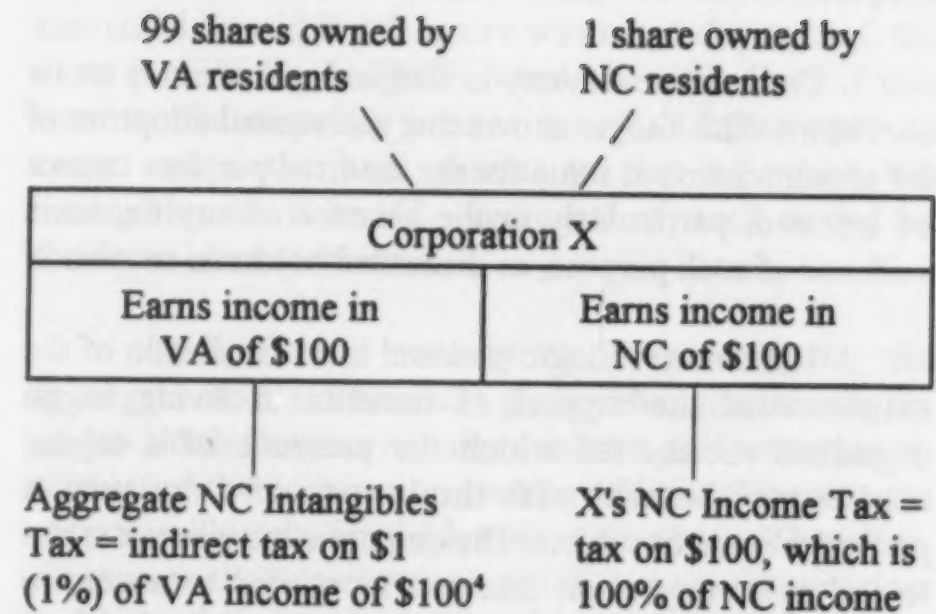 99 shares owned by
VA residents
1 share owned by
NC residents
Corporation X
Earns income in
VA of $100
Earns income in
NC of $100
Aggregate NC Intangibles
Tax = indirect tax on $1
(1%) of VA income of $100⁴
X's NC Income Tax =
tax on $100, which is
100% of NC income